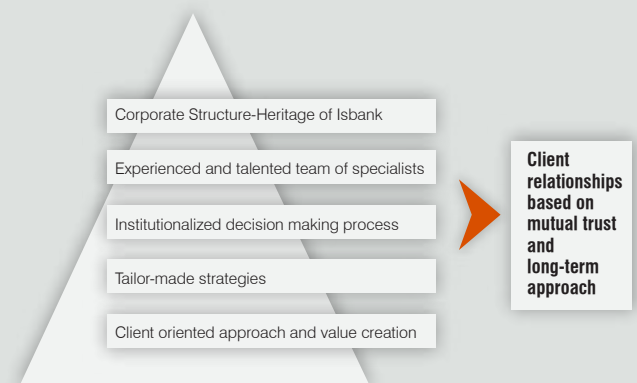 Corporate Structure-Heritage of Isbank
Experienced and talented team of specialists
Institutionalized decision making process
Tailor-made strategies
Client oriented approach and value creation
Client
relationships
based on
mutual trust
and
long-term
approach